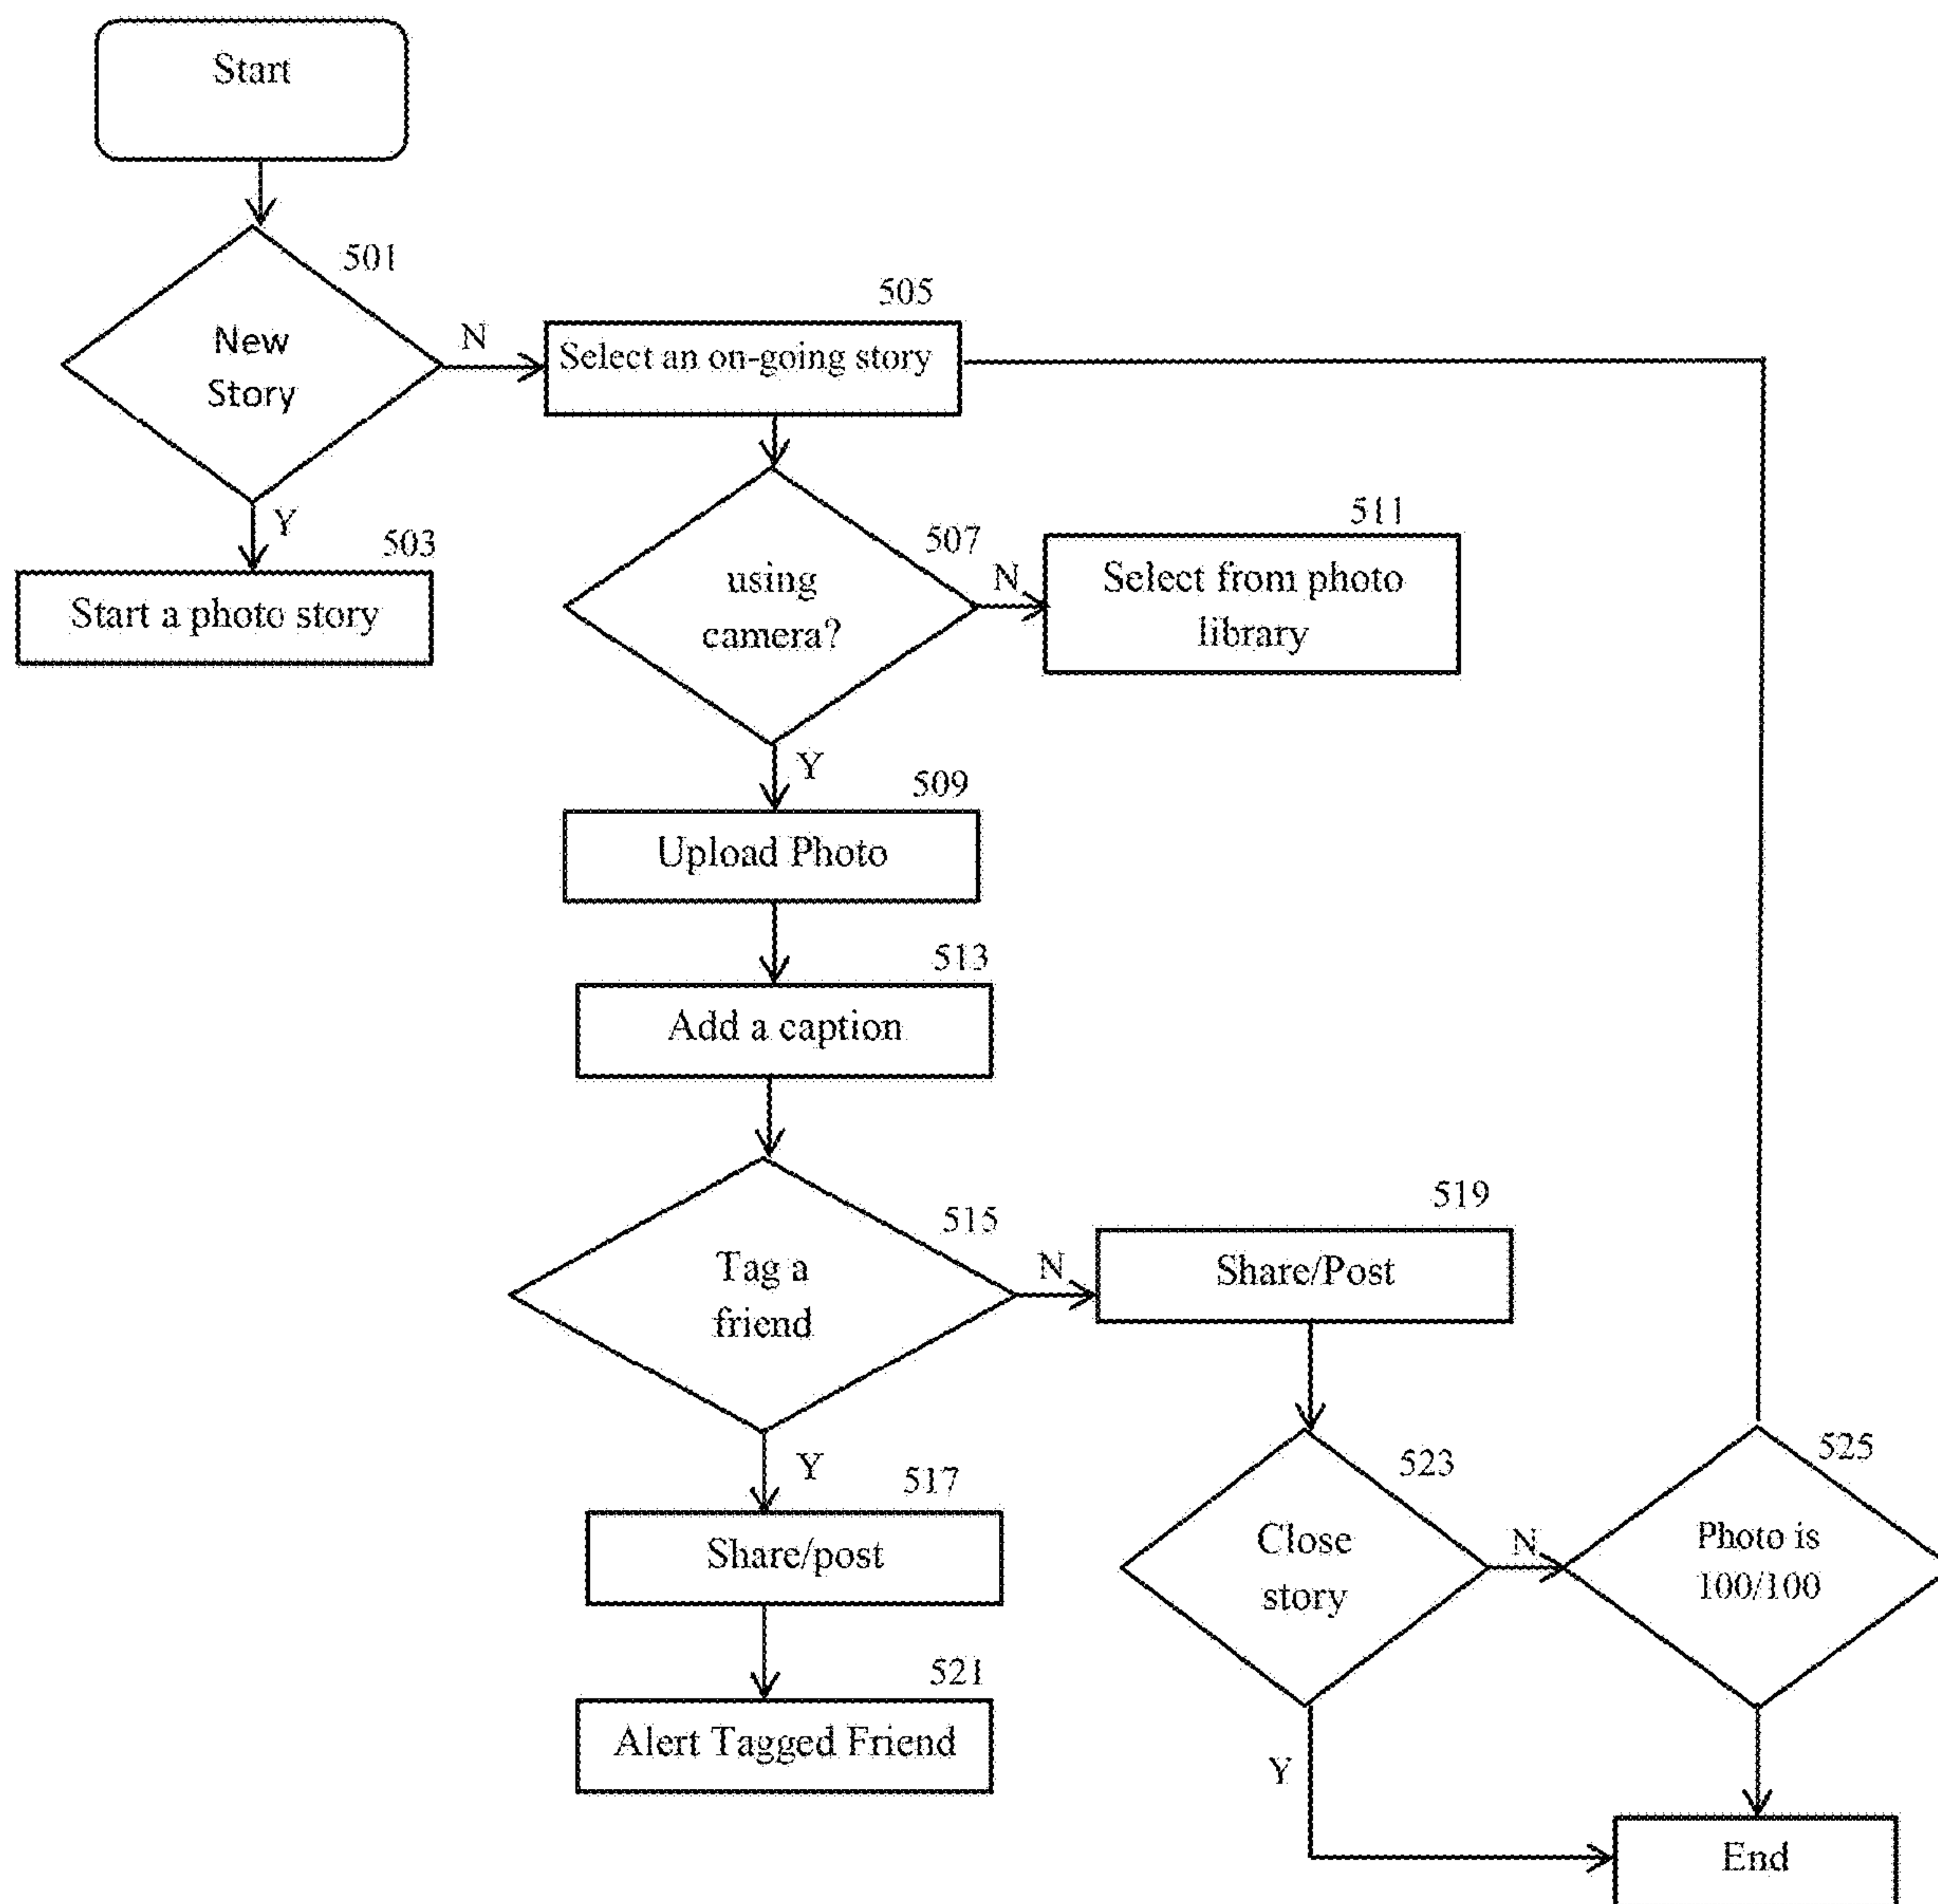 Start
501
New
Story
N
505
Select an on-going story
Y
503
Start a photo story
507
using
camera?
N
511
Select from photo
library
Y
509
Upload Photo
513
Add a caption
515
Tag a
friend
N
519
Share/Post
Y
517
Share/post
521
Alert Tagged Friend
523
Close
story
N
525
Photo is
100/100
Y
End